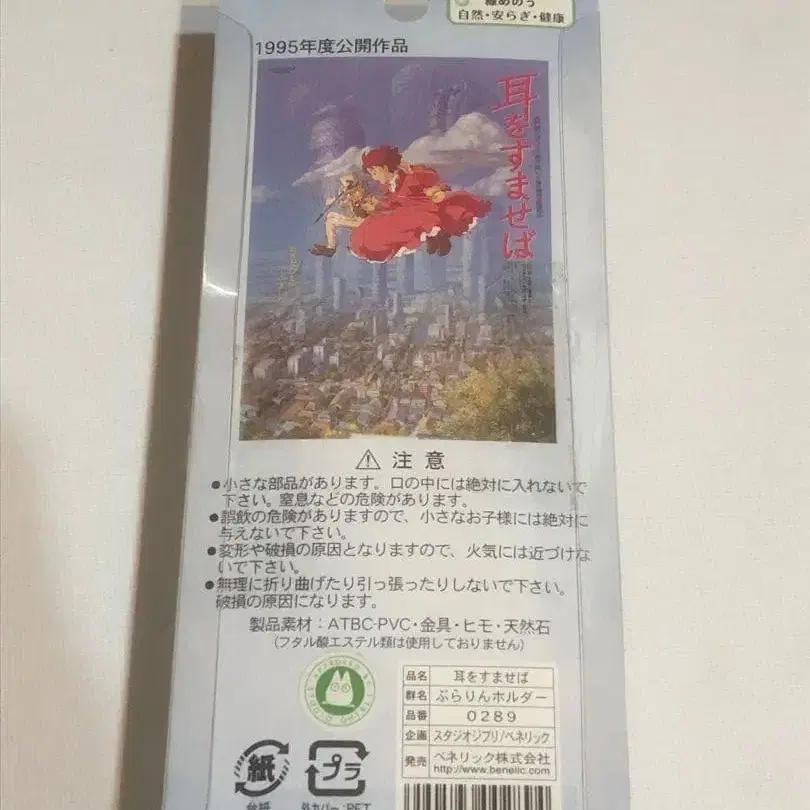 緑めのう
自然・安らぎ・健康
1995年度公開作品
耳をすませば
⚠ 注意
●小さな部品があります。口の中には絶対に入れないで
下さい。窒息などの危険があります。
●誤飲の危険がありますので、小さなお子様には絶対に
与えないで下さい。
●変形や破損の原因となりますので、火気には近づけな
いで下さい。
●無理に折り曲げたり引っ張ったりしないで下さい。
破損の原因になります。
製品素材：ATBC-PVC・金具・ヒモ・天然石
(フタル酸エステル類は使用しておりません)
品名 耳をすませば
群名 ぶらりんホルダー
品番 0289
企画 スタジオジブリ/ベネリック
発売 ベネリック株式会社
http://www.benelic.com
紙
プラ
台紙
外カバー：PET